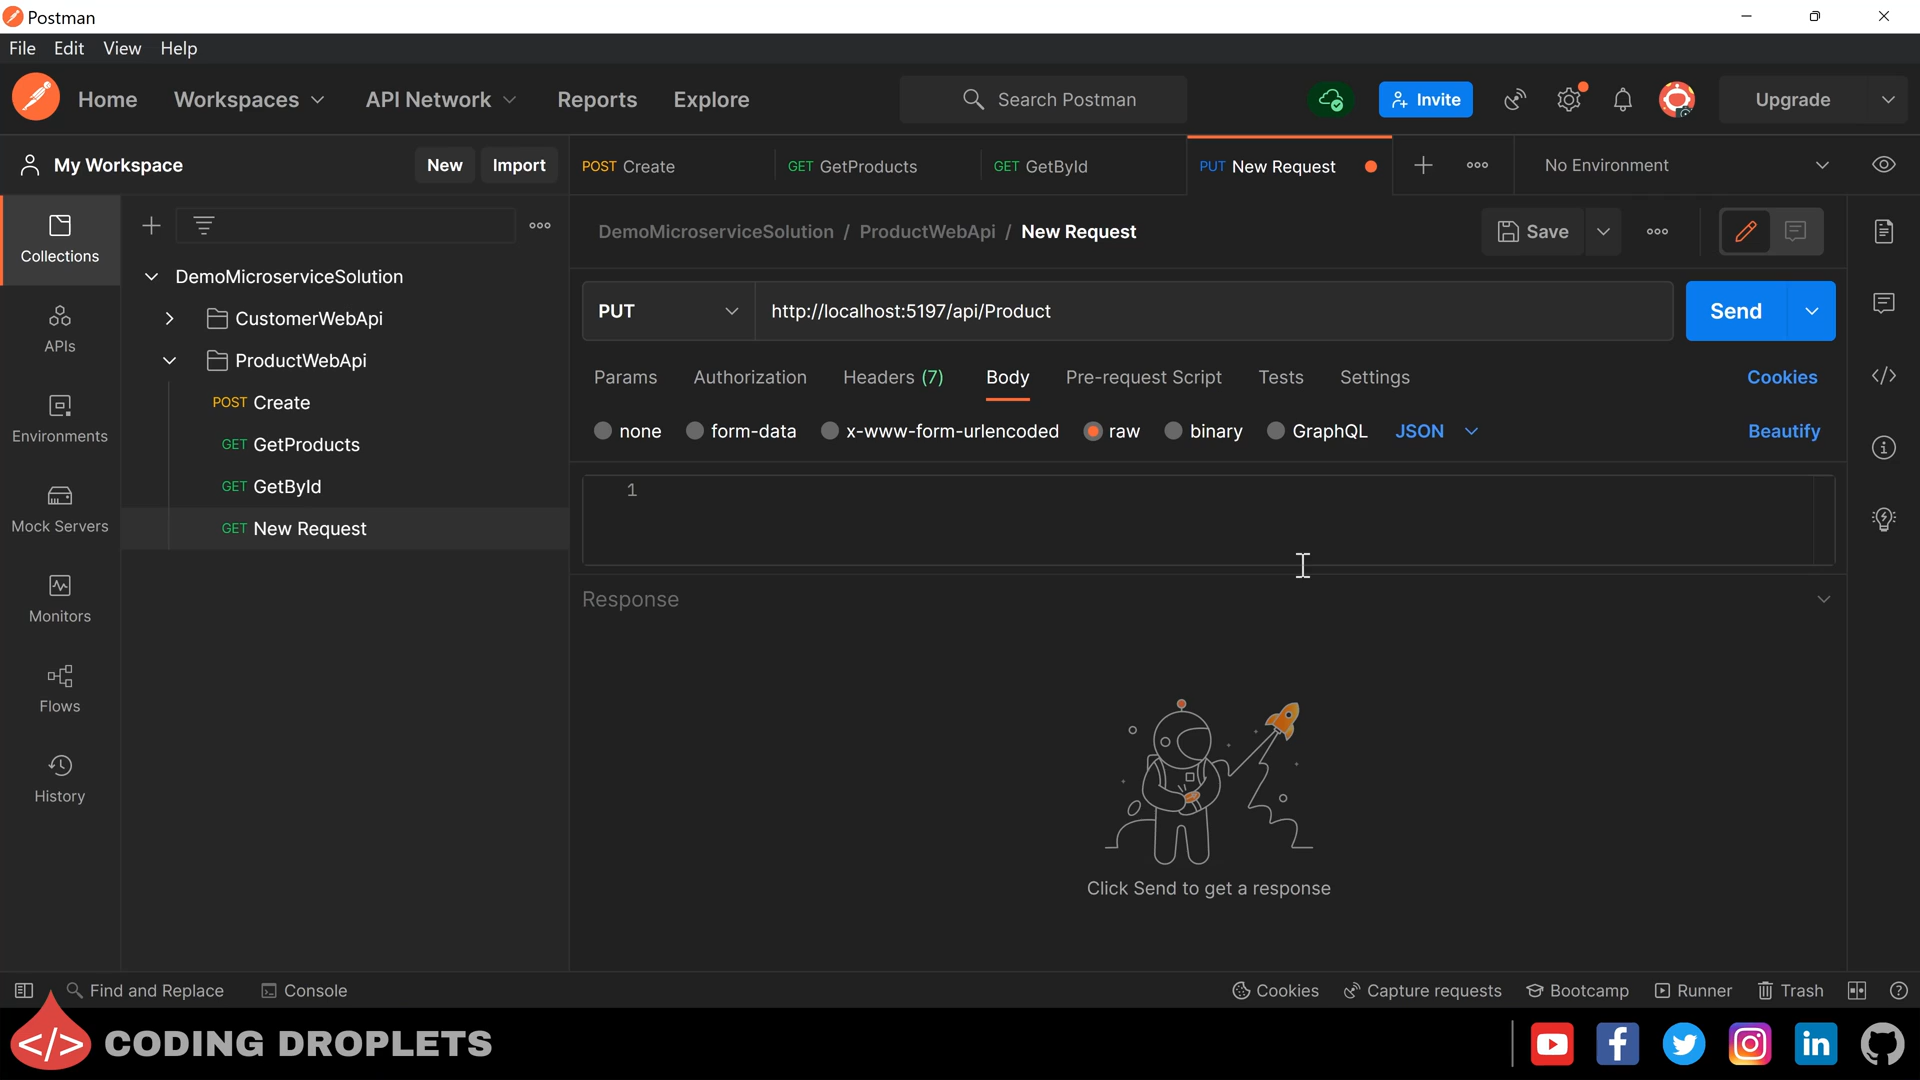 Postman
File Edit View Help
Home Workspaces API Network Reports Explore Search Postman Invite Upgrade
My Workspace New Import
POST Create GET GetProducts GET GetById PUT New Request No Environment
Collections
DemoMicroserviceSolution / ProductWebApi / New Request Save
DemoMicroserviceSolution
CustomerWebApi
ProductWebApi
POST Create
GET GetProducts
GET GetById
GET New Request
APIs
Environments
Mock Servers
Monitors
Flows
History
PUT http://localhost:5197/api/Product Send
Params Authorization Headers (7) Body Pre-request Script Tests Settings Cookies
none form-data x-www-form-urlencoded raw binary GraphQL JSON Beautify
1
Response
Click Send to get a response
Find and Replace Console Cookies Capture requests Bootcamp Runner Trash
</> CODING DROPLETS